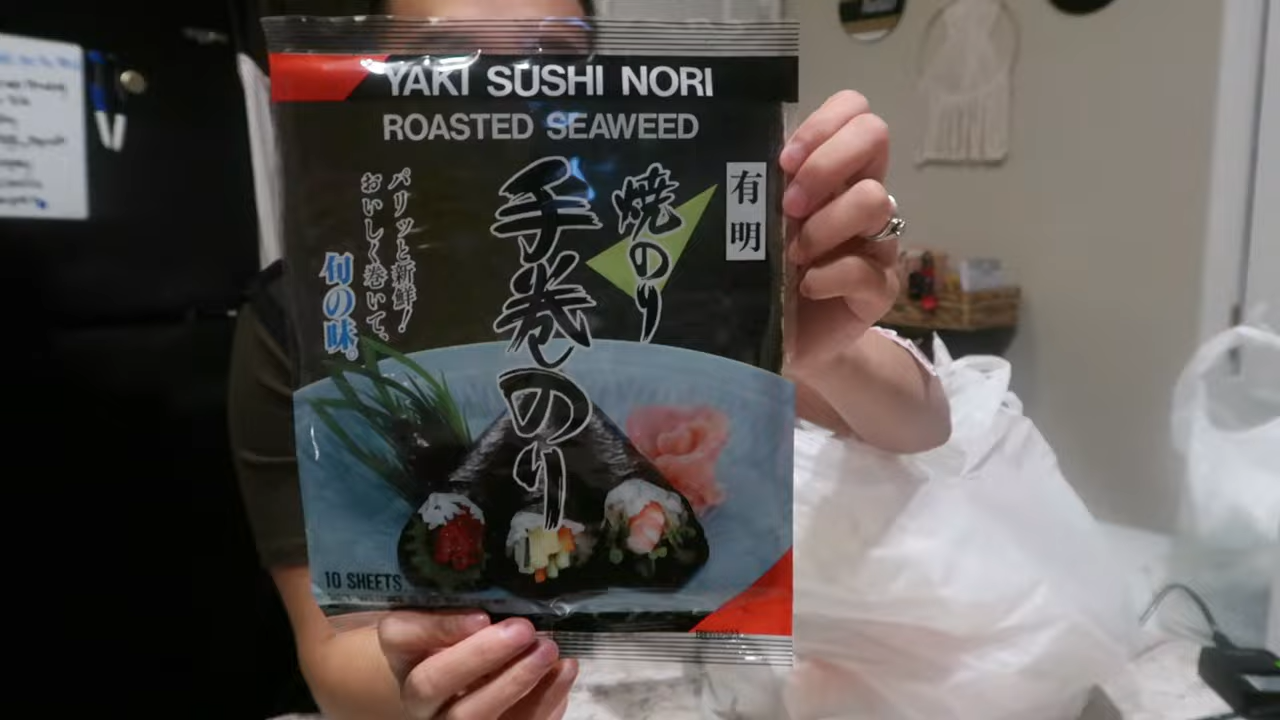 YAKI SUSHI NORI
ROASTED SEAWEED
有明
焼のり
手巻のり
パリッと新鮮!
おいしく巻いて、
旬の味。
10 SHEETS